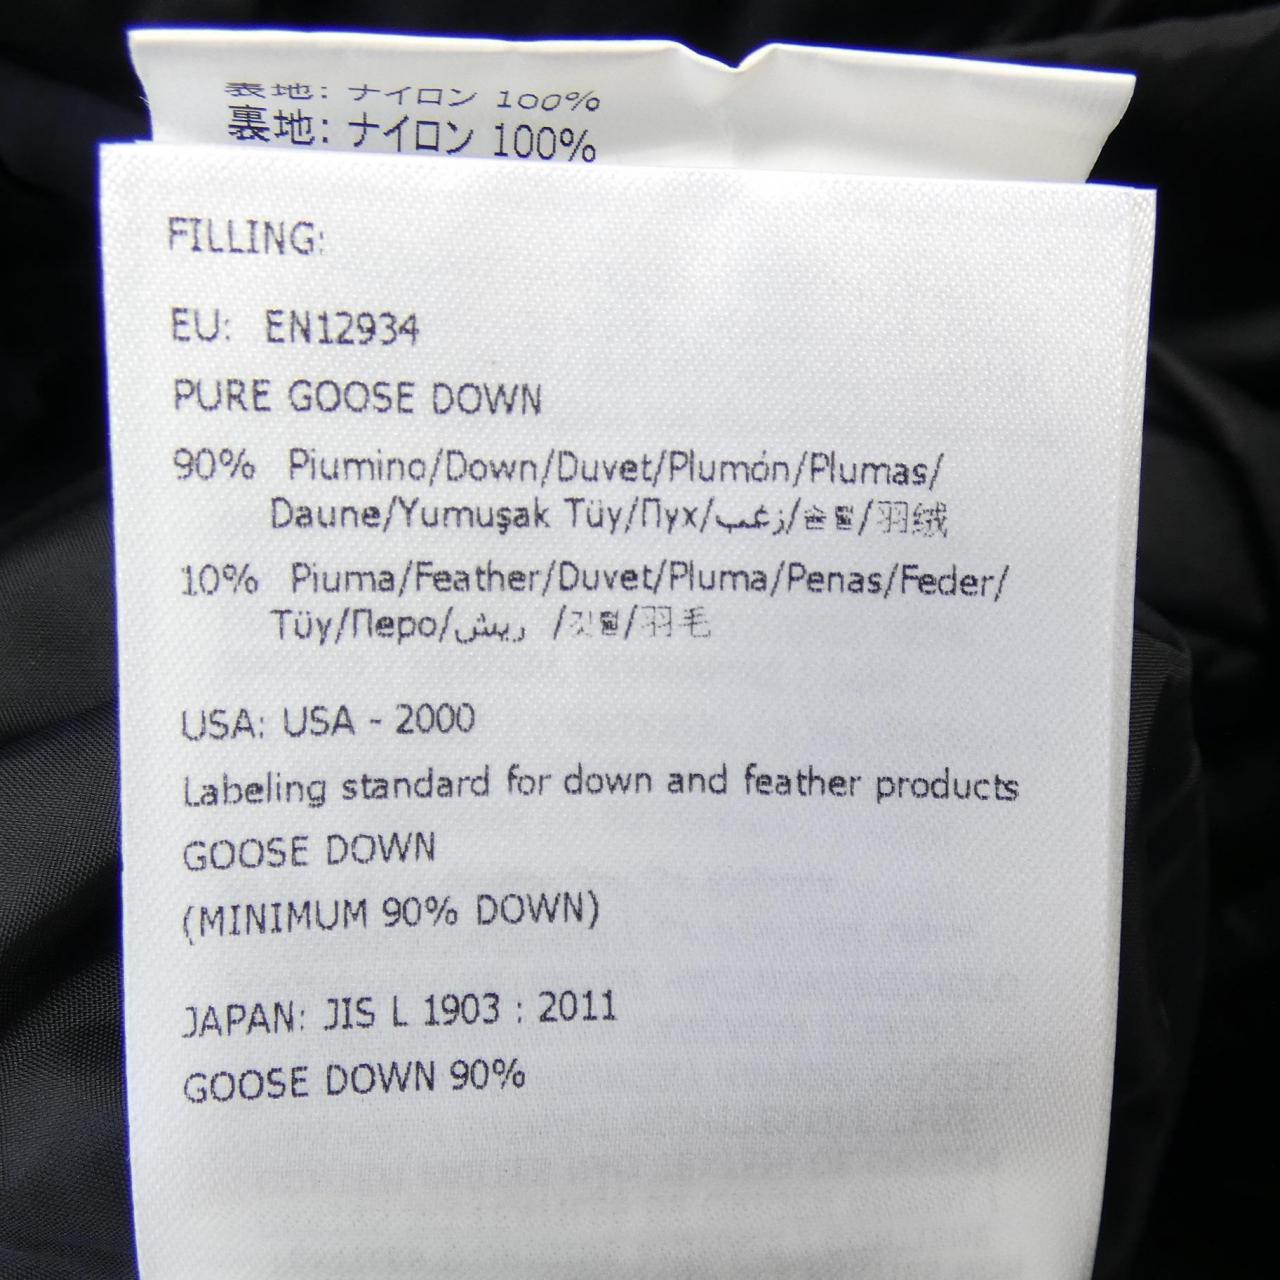 表地: ナイロン 100%
裏地: ナイロン 100%
FILLING:
EU: EN12934
PURE GOOSE DOWN
90% Piumino/Down/Duvet/Plumón/Plumas/
Daune/Yumuşak Tüy/Пух/زغب/솜털/羽绒
10% Piuma/Feather/Duvet/Pluma/Penas/Feder/
Tüy/Перо/ريش /깃털/羽毛
USA: USA - 2000
Labeling standard for down and feather products
GOOSE DOWN
(MINIMUM 90% DOWN)
JAPAN: JIS L 1903 : 2011
GOOSE DOWN 90%